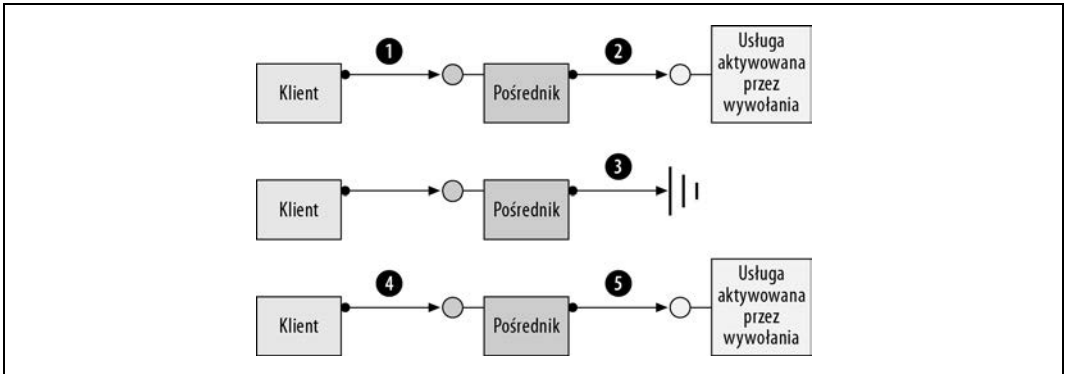 1
2
Usługa
aktywowana
przez
wywołania
Klient
Pośrednik
3
Klient
Pośrednik
4
5
Usługa
aktywowana
przez
wywołania
Klient
Pośrednik